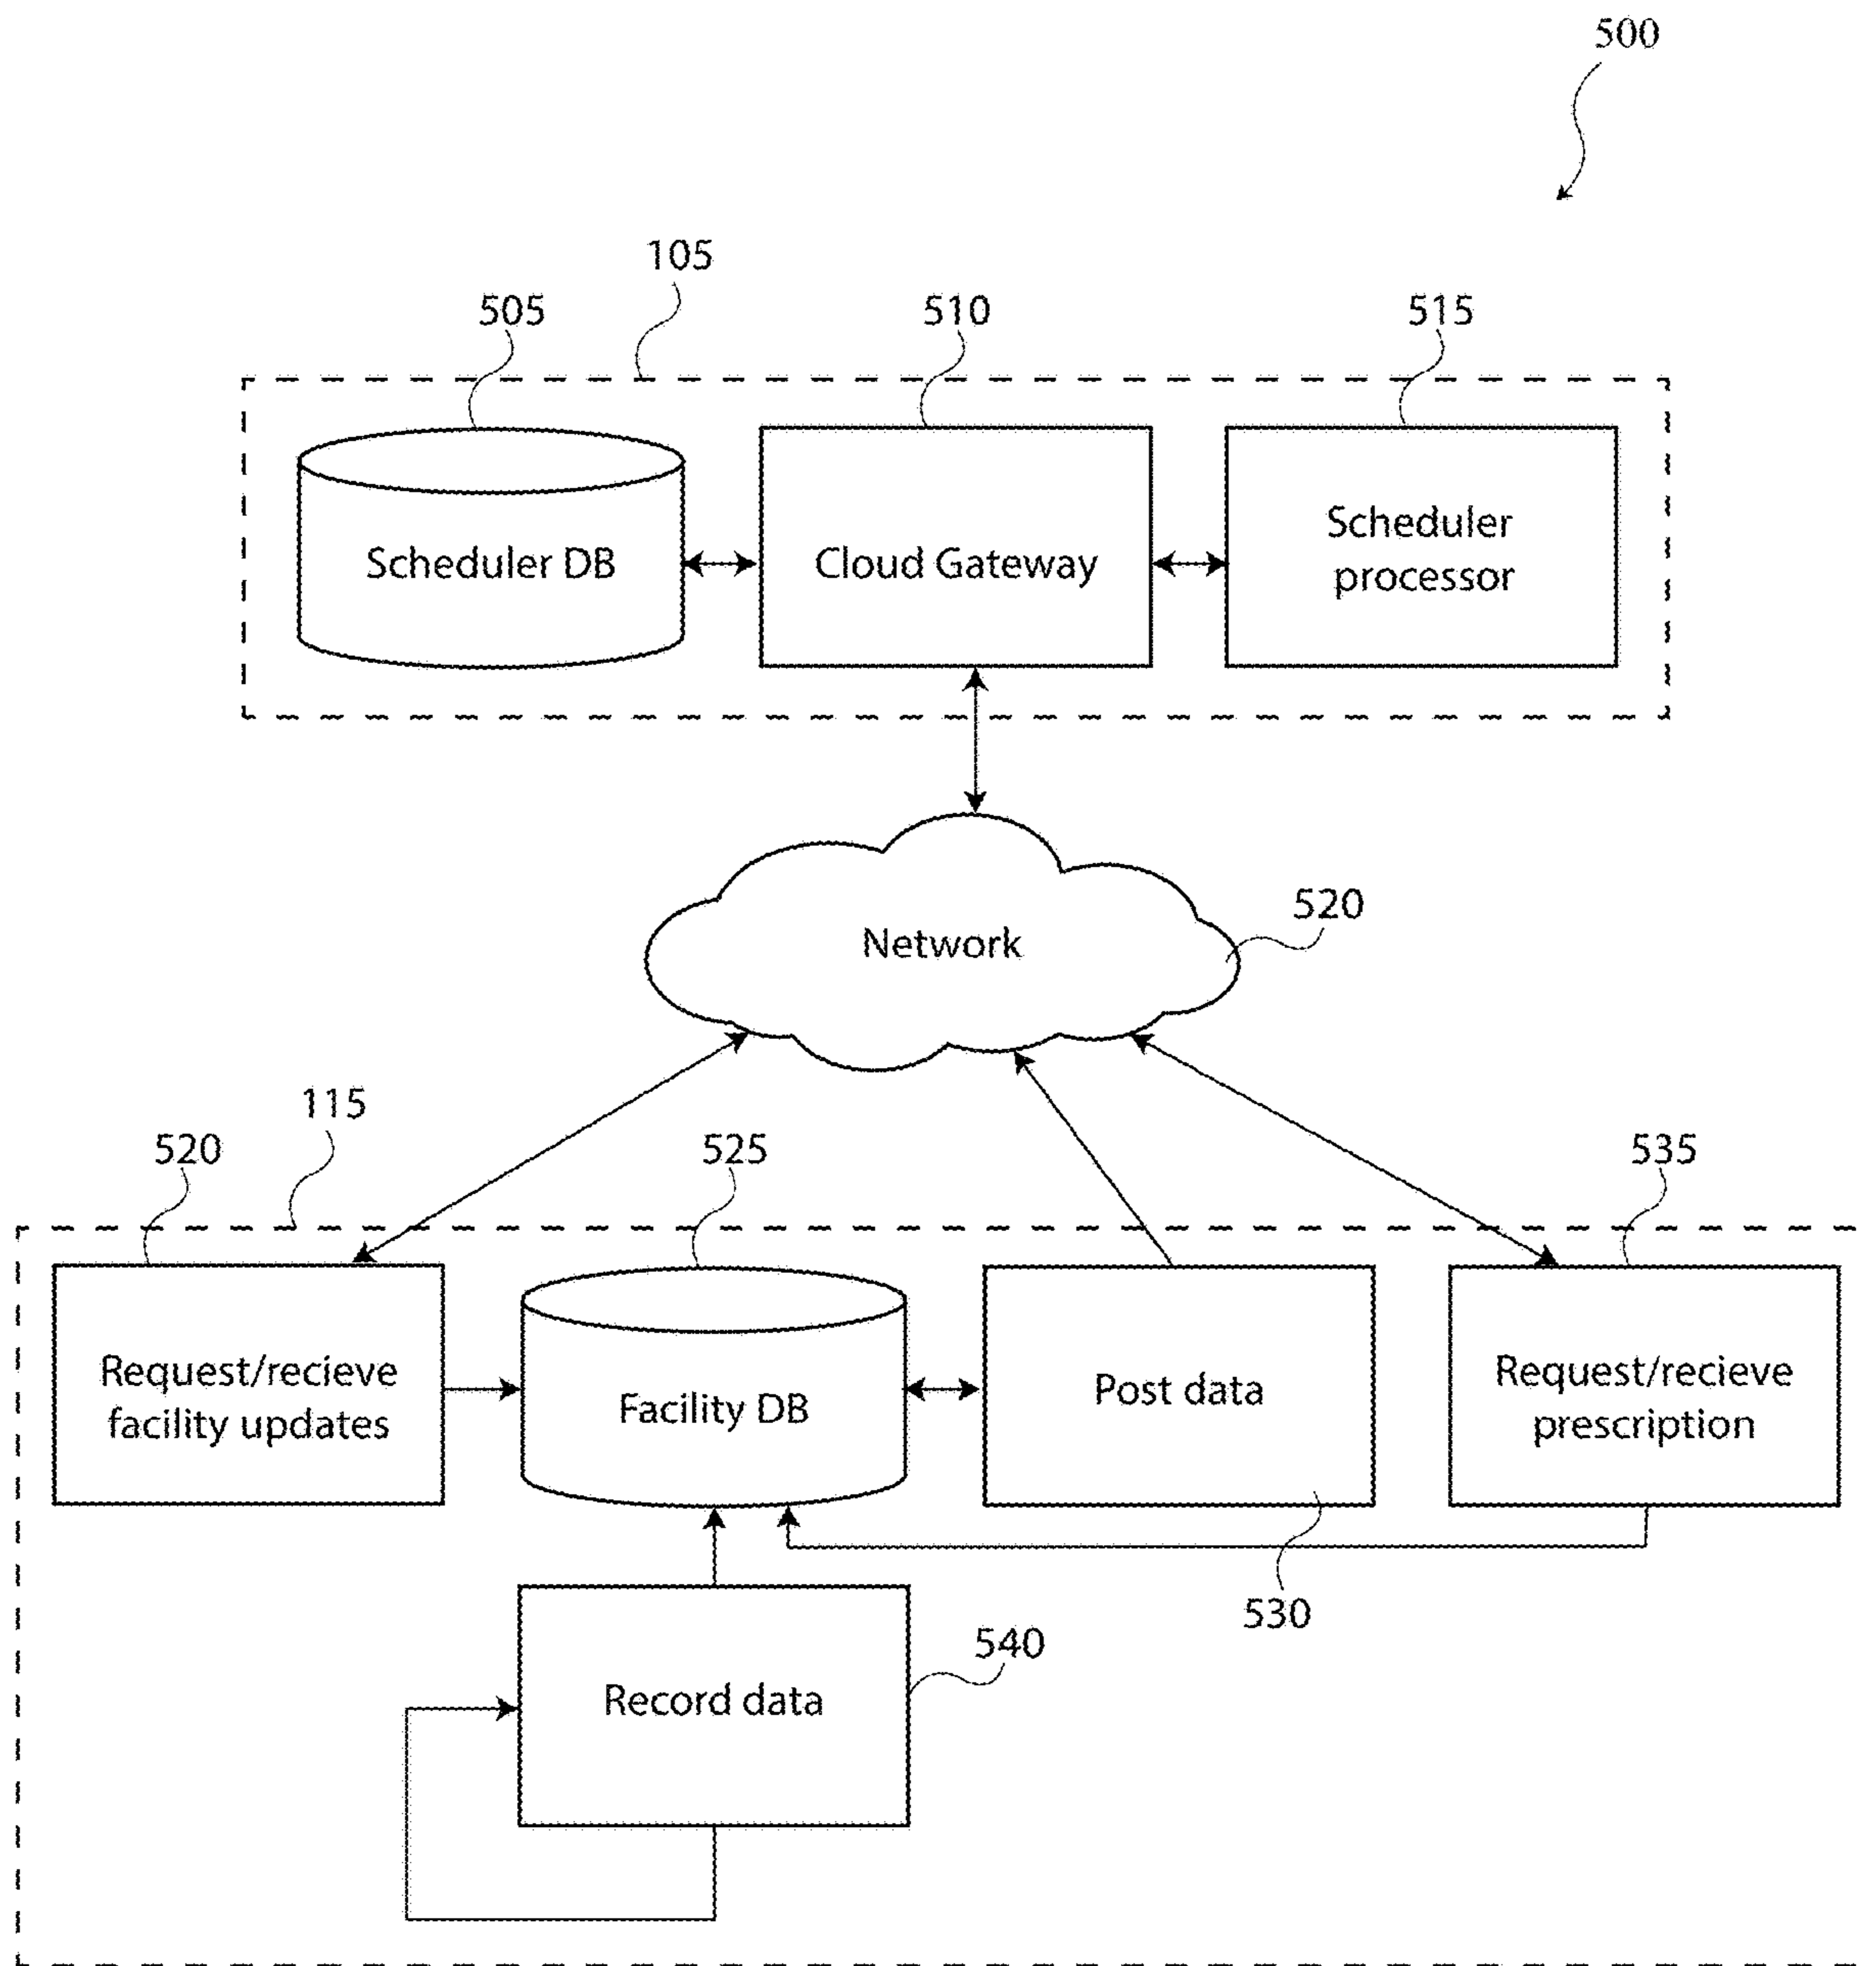 500
105
505
510
515
Scheduler DB
Cloud Gateway
Scheduler
processor
Network
520
115
520
525
535
Request/recieve
facility updates
Facility DB
Post data
Request/recieve
prescription
530
540
Record data